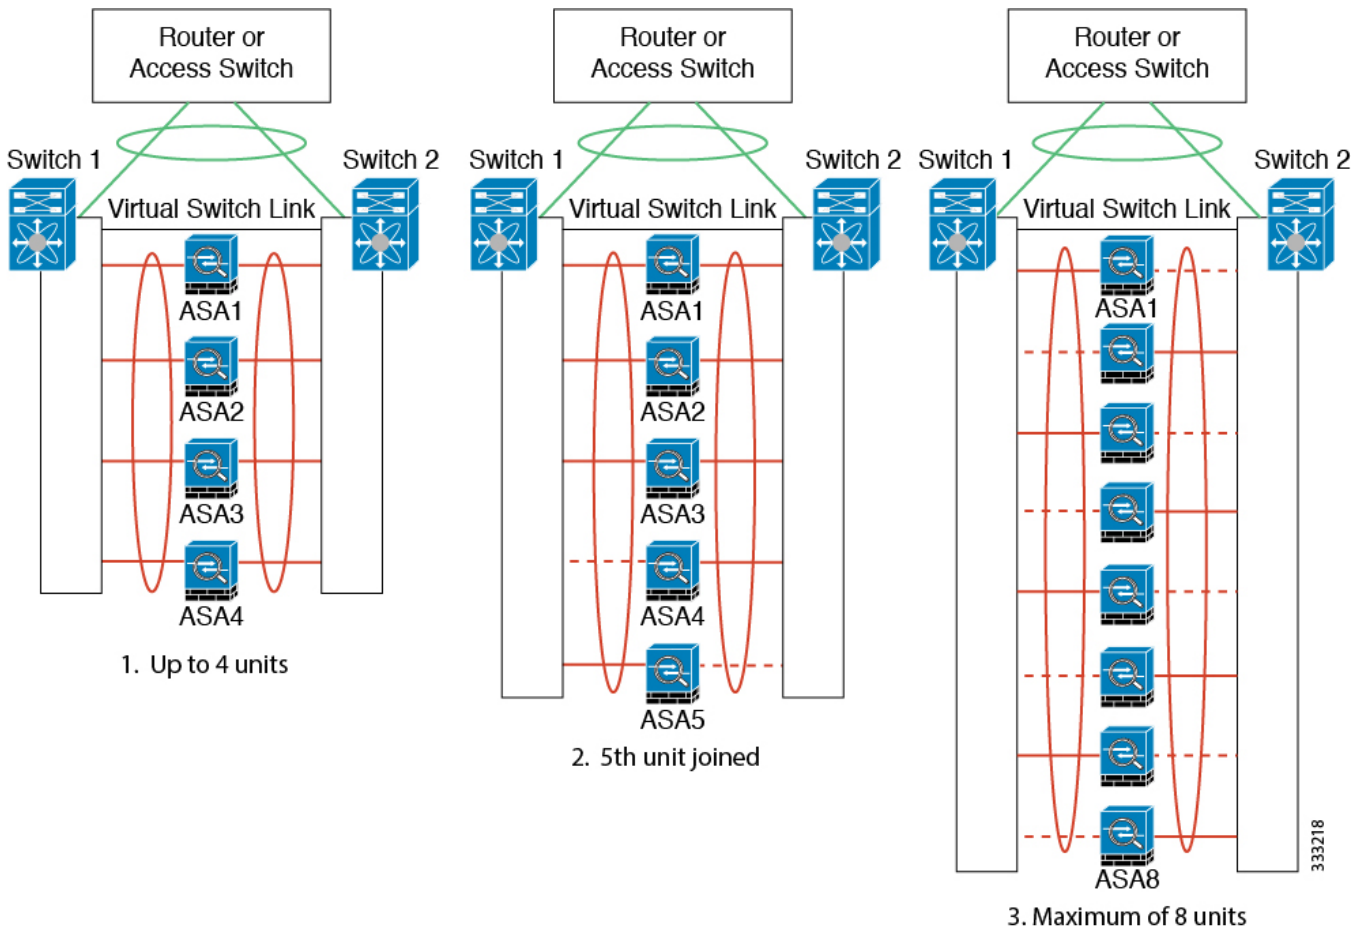 Router or
Access Switch
Switch 1
Switch 2
Virtual Switch Link
ASA1
ASA2
ASA3
ASA4
1. Up to 4 units
Router or
Access Switch
Switch 1
Switch 2
Virtual Switch Link
ASA1
ASA2
ASA3
ASA4
ASA5
2. 5th unit joined
Router or
Access Switch
Switch 1
Switch 2
Virtual Switch Link
ASA1
ASA8
333218
3. Maximum of 8 units